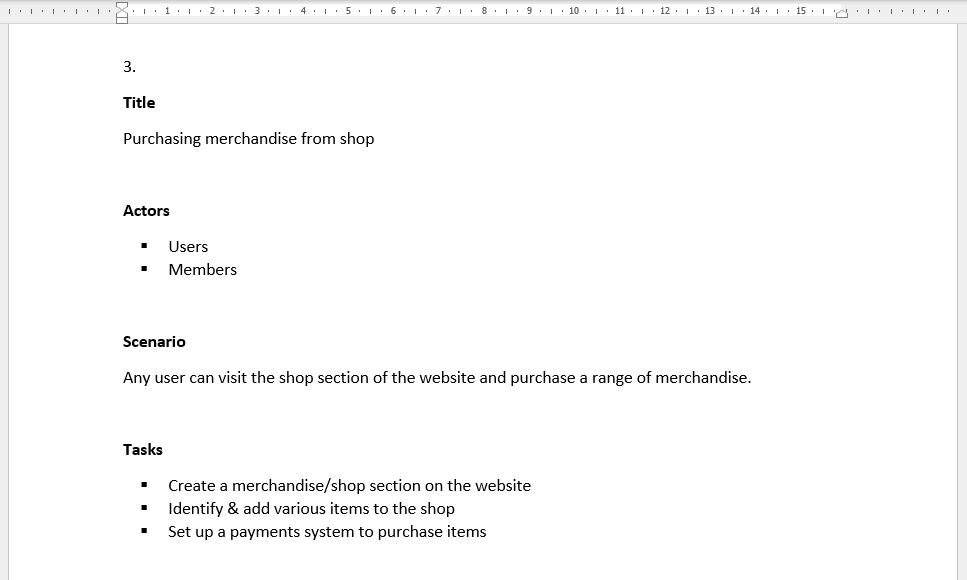 1 2 3 4 5 6 7 8 9 10 11 12 13 14 15
3.
Title
Purchasing merchandise from shop
Actors
▪ Users
▪ Members
Scenario
Any user can visit the shop section of the website and purchase a range of merchandise.
Tasks
▪ Create a merchandise/shop section on the website
▪ Identify & add various items to the shop
▪ Set up a payments system to purchase items